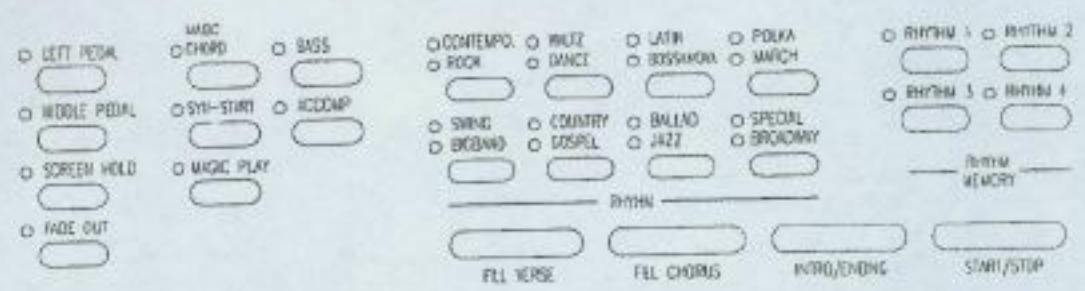 LEFT PEDAL
MIDDLE PEDAL
SCREEN HOLD
FADE OUT
MAGIC
CHORD
BASS
SYN-START
ACCOMP
MAGIC PLAY
CONTEMPO. WALTZ LATIN POLKA
ROCK DANCE BOSSANOVA MARCH
SWING COUNTRY BALLAD SPECIAL
BIGBAND GOSPEL JAZZ BROADWAY
RHYTHM
RHYTHM 1 RHYTHM 2
RHYTHM 3 RHYTHM 4
RHYTHM
MEMORY
FILL VERSE FILL CHORUS INTRO/ENDING START/STOP